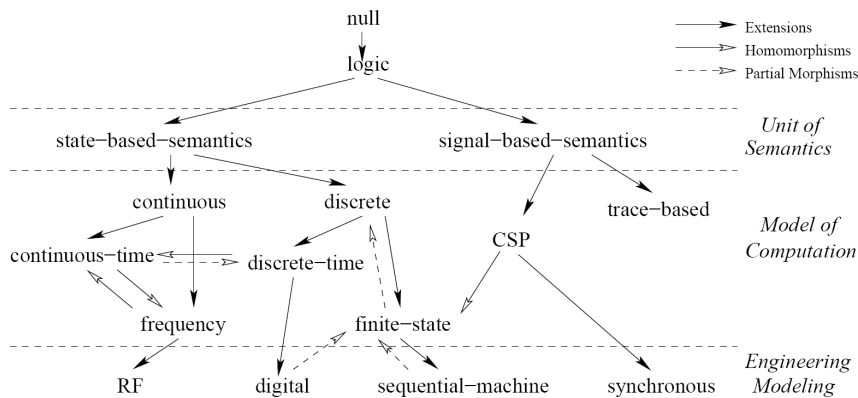 null
Extensions
logic
Homomorphisms
Partial Morphisms
state-based-semantics
signal-based-semantics
Unit of
Semantics
continuous
discrete
trace-based
CSP
Model of
Computation
continuous-time
discrete-time
frequency
finite-state
RF
digital
sequential-machine
synchronous
Engineering
Modeling